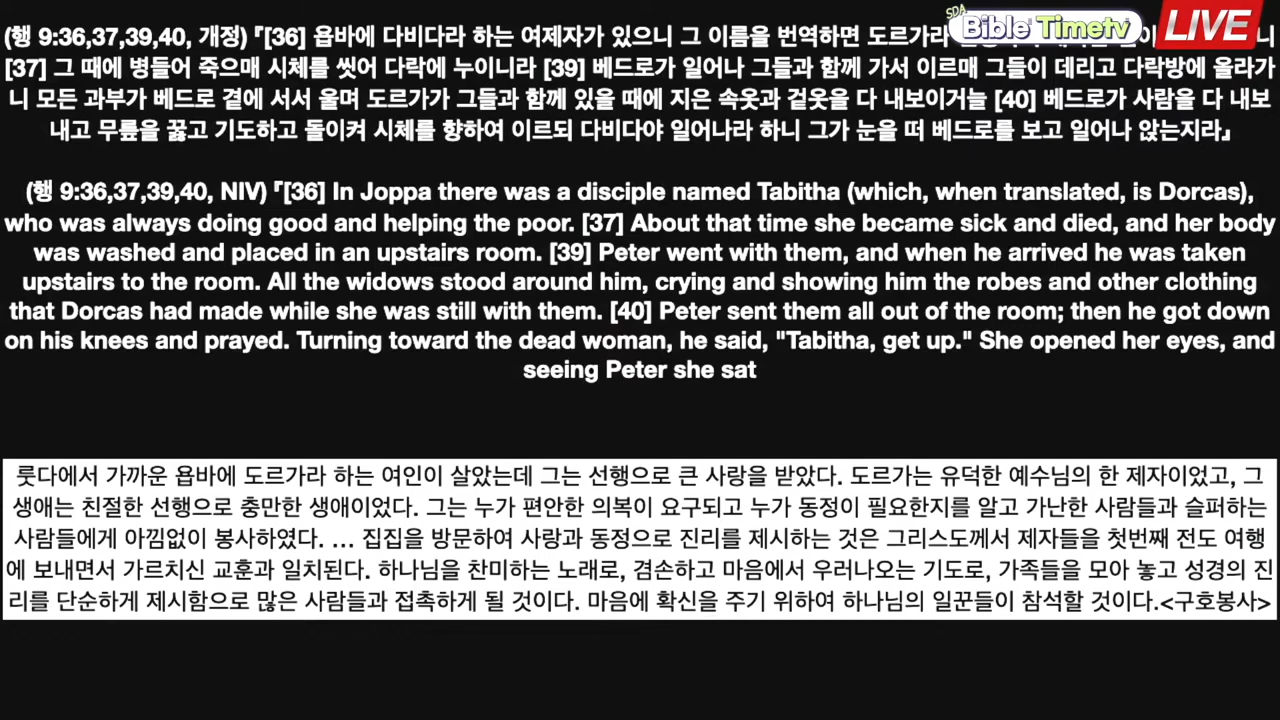 SDA
Bible Timetv
LIVE
(행 9:36,37,39,40, 개정) 『[36] 욥바에 다비다라 하는 여제자가 있으니 그 이름을 번역하면 도르가라
[37] 그 때에 병들어 죽으매 시체를 씻어 다락에 누이니라 [39] 베드로가 일어나 그들과 함께 가서 이르매 그들이 데리고 다락방에 올라가
니 모든 과부가 베드로 곁에 서서 울며 도르가가 그들과 함께 있을 때에 지은 속옷과 겉옷을 다 내보이거늘 [40] 베드로가 사람을 다 내보
내고 무릎을 꿇고 기도하고 돌이켜 시체를 향하여 이르되 다비다야 일어나라 하니 그가 눈을 떠 베드로를 보고 일어나 앉는지라』
(행 9:36,37,39,40, NIV) 『[36] In Joppa there was a disciple named Tabitha (which, when translated, is Dorcas),
who was always doing good and helping the poor. [37] About that time she became sick and died, and her body
was washed and placed in an upstairs room. [39] Peter went with them, and when he arrived he was taken
upstairs to the room. All the widows stood around him, crying and showing him the robes and other clothing
that Dorcas had made while she was still with them. [40] Peter sent them all out of the room; then he got down
on his knees and prayed. Turning toward the dead woman, he said, "Tabitha, get up." She opened her eyes, and
seeing Peter she sat
룻다에서 가까운 욥바에 도르가라 하는 여인이 살았는데 그는 선행으로 큰 사랑을 받았다. 도르가는 유덕한 예수님의 한 제자이었고, 그
생애는 친절한 선행으로 충만한 생애이었다. 그는 누가 편안한 의복이 요구되고 누가 동정이 필요한지를 알고 가난한 사람들과 슬퍼하는
사람들에게 아낌없이 봉사하였다. ... 집집을 방문하여 사랑과 동정으로 진리를 제시하는 것은 그리스도께서 제자들을 첫번째 전도 여행
에 보내면서 가르치신 교훈과 일치된다. 하나님을 찬미하는 노래로, 겸손하고 마음에서 우러나오는 기도로, 가족들을 모아 놓고 성경의 진
리를 단순하게 제시함으로 많은 사람들과 접촉하게 될 것이다. 마음에 확신을 주기 위하여 하나님의 일꾼들이 참석할 것이다.<구호봉사>